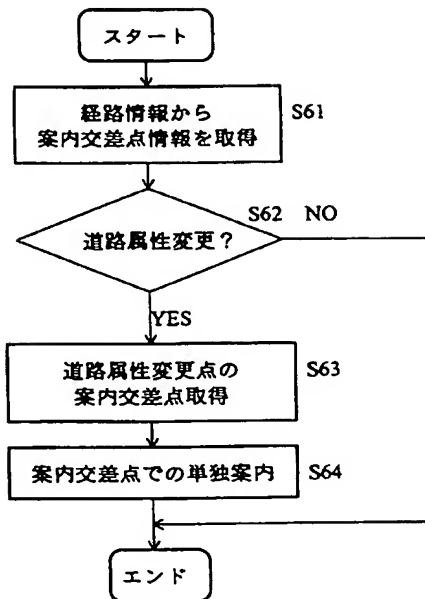 スタート
経路情報から
案内交差点情報を取得
S61
S62 NO
道路属性変更？
YES
道路属性変更点の
案内交差点取得
S63
案内交差点での単独案内
S64
エンド